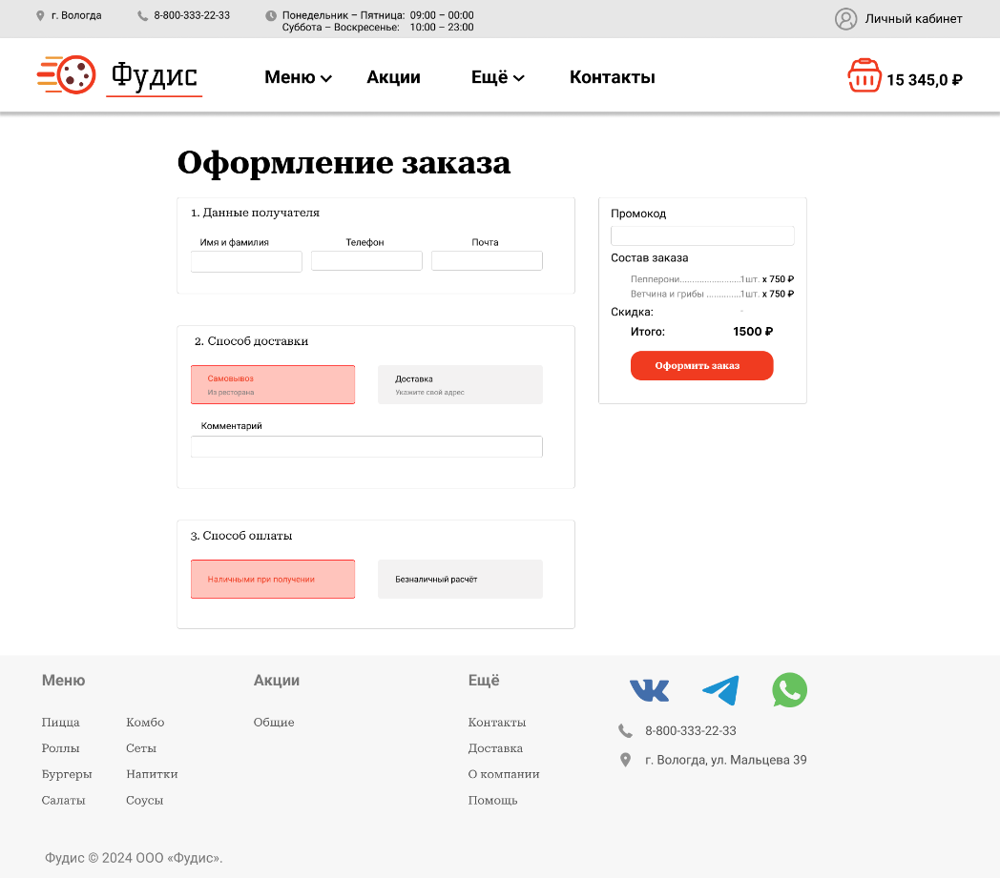 г. Вологда
8-800-333-22-33
Понедельник – Пятница: 09:00 – 00:00
Суббота – Воскресенье: 10:00 – 23:00
Личный кабинет
Фудис
Меню
Акции
Ещё
Контакты
15 345,0 ₽
Оформление заказа
1. Данные получателя
Имя и фамилия
Телефон
Почта
2. Способ доставки
Самовывоз
Из ресторана
Доставка
Укажите свой адрес
Комментарий
3. Способ оплаты
Наличными при получении
Безналичный расчёт
Промокод
Состав заказа
Пепперони........................1шт. x 750 ₽
Ветчина и грибы .............1шт. x 750 ₽
Скидка: -
Итого: 1500 ₽
Оформить заказ
Меню
Пицца
Роллы
Бургеры
Салаты
Комбо
Сеты
Напитки
Соусы
Акции
Общие
Ещё
Контакты
Доставка
О компании
Помощь
8-800-333-22-33
г. Вологда, ул. Мальцева 39
Фудис © 2024 ООО «Фудис».